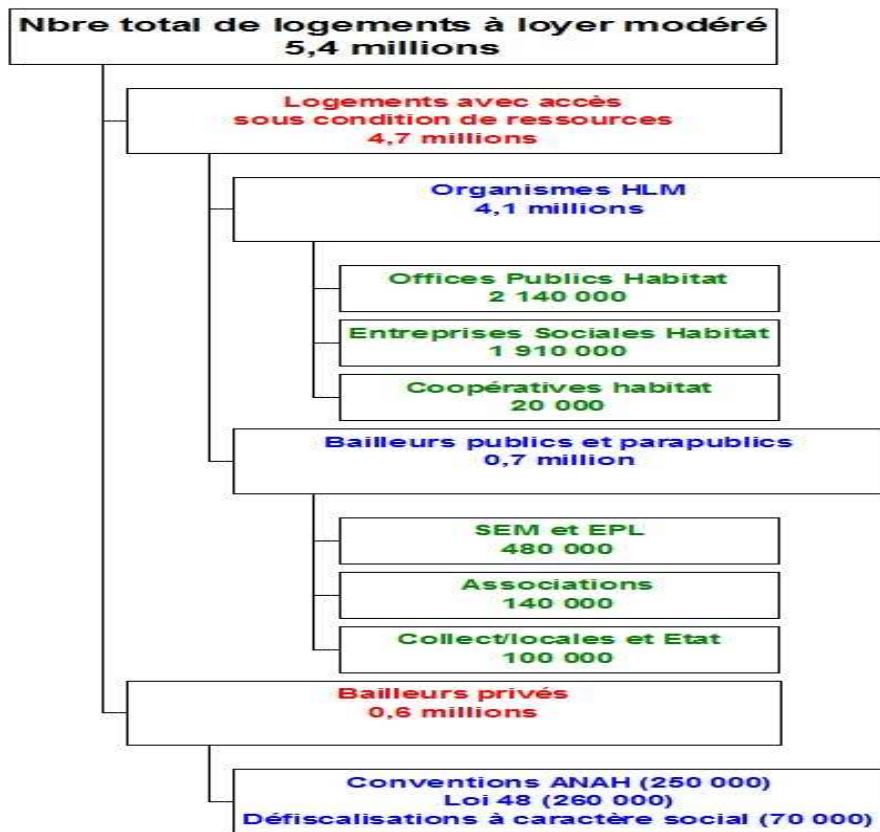 Nbre total de logements à loyer modéré
5,4 millions
Logements avec accès
sous condition de ressources
4,7 millions
Organismes HLM
4,1 millions
Offices Publics Habitat
2 140 000
Entreprises Sociales Habitat
1 910 000
Coopératives habitat
20 000
Bailleurs publics et parapublics
0,7 million
SEM et EPL
480 000
Associations
140 000
Collect/locales et Etat
100 000
Bailleurs privés
0,6 millions
Conventions ANAH (250 000)
Loi 48 (260 000)
Défiscalisations à caractère social (70 000)